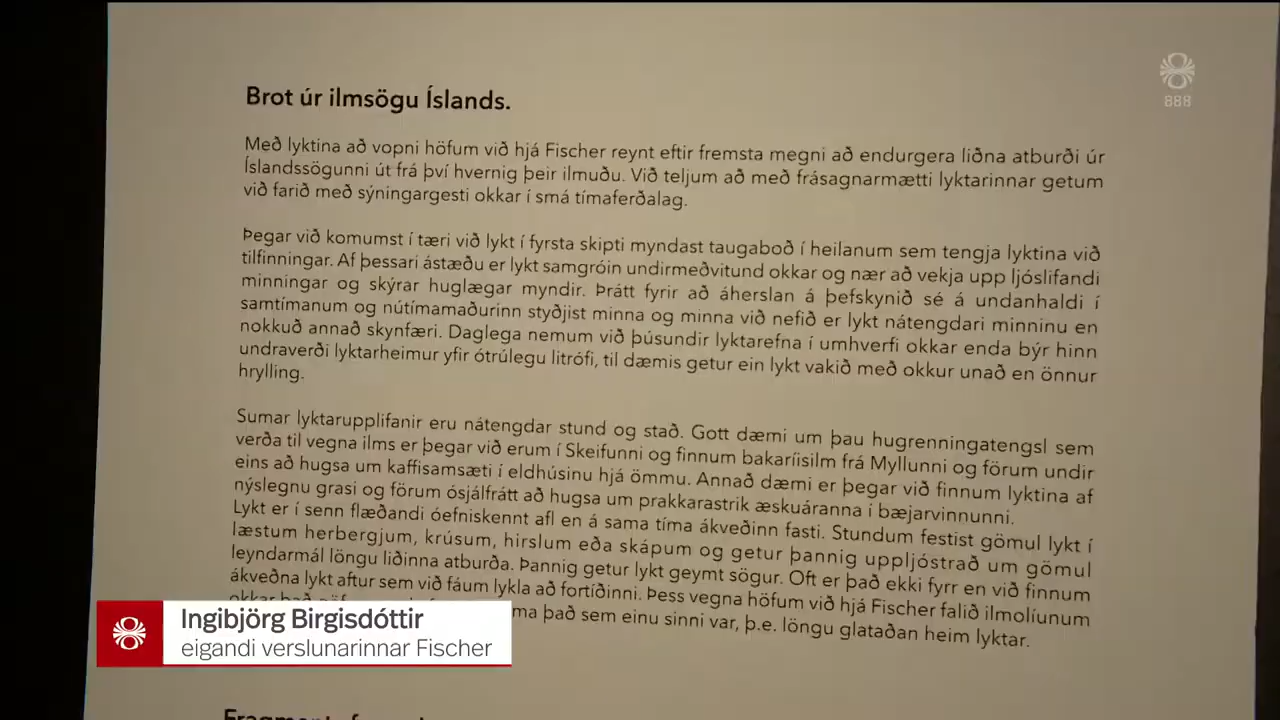 888
Brot úr ilmsögu Íslands.
Með lyktina að vopni höfum við hjá Fischer reynt eftir fremsta megni að endurgera liðna atburði úr
Íslandssögunni út frá því hvernig þeir ilmuðu. Við teljum að með frásagnarmætti lyktarinnar getum
við farið með sýningargesti okkar í smá tímaferðalag.
Þegar við komumst í tæri við lykt í fyrsta skipti myndast taugaboð í heilanum sem tengja lyktina við
tilfinningar. Af þessari ástæðu er lykt samgróin undirmeðvitund okkar og nær að vekja upp ljóslifandi
minningar og skýrar huglægar myndir. Þrátt fyrir að áherslan á þefskynið sé á undanhaldi í
samtímanum og nútímamaðurinn styðjist minna og minna við nefið er lykt nátengdari minninu en
nokkuð annað skynfæri. Daglega nemum við þúsundir lyktarefna í umhverfi okkar enda býr hinn
undraverði lyktarheimur yfir ótrúlegu litrófi, til dæmis getur ein lykt vakið með okkur unað en önnur
hrylling.
Sumar lyktarupplifanir eru nátengdar stund og stað. Gott dæmi um þau hugrenningatengsl sem
verða til vegna ilms er þegar við erum í Skeifunni og finnum bakaríisilm frá Myllunni og förum undir
eins að hugsa um kaffisamsæti í eldhúsinu hjá ömmu. Annað dæmi er þegar við finnum lyktina af
nýslegnu grasi og förum ósjálfrátt að hugsa um prakkarastrik æskuáranna í bæjarvinnunni.
Lykt er í senn flæðandi óefniskennt afl en á sama tíma ákveðinn fasti. Stundum festist gömul lykt í
læstum herbergjum, krúsum, hirslum eða skápum og getur þannig uppljóstrað um gömul
leyndarmál löngu liðinna atburða. Þannig getur lykt geymt sögur. Oft er það ekki fyrr en við finnum
ákveðna lykt aftur sem við fáum lykla að fortíðinni. Þess vegna höfum við hjá Fischer falið ilmolíunum
það sem einu sinni var, þ.e. löngu glataðan heim lyktar.
Ingibjörg Birgisdóttir
eigandi verslunarinnar Fischer